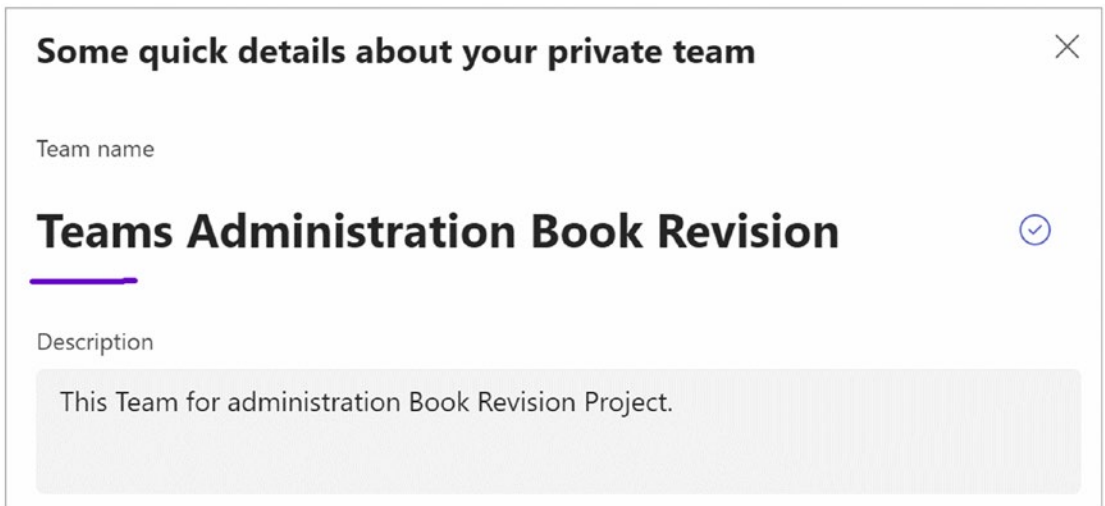 Some quick details about your private team
Team name
Teams Administration Book Revision
Description
This Team for administration Book Revision Project.